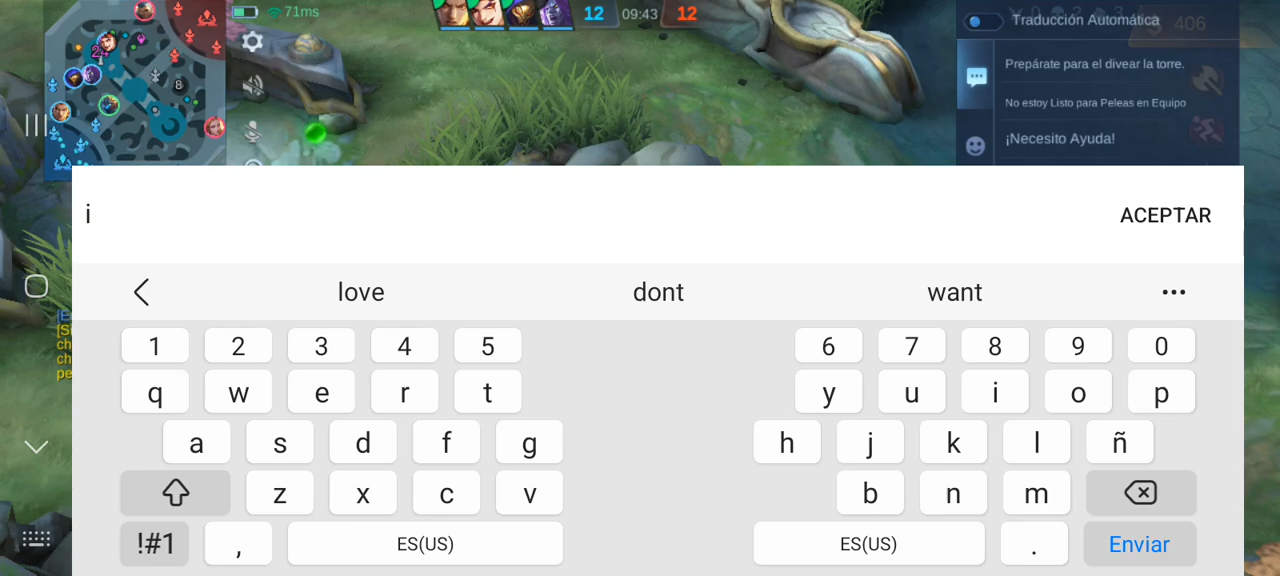 71ms
12 09:43 12
Traducción Automática
406
Prepárate para el divear la torre.
No estoy Listo para Peleas en Equipo
¡Necesito Ayuda!
8
i
ACEPTAR
love dont want
1 2 3 4 5 6 7 8 9 0
q w e r t y u i o p
a s d f g h j k l ñ
z x c v b n m
!#1 , ES(US) ES(US) . Enviar